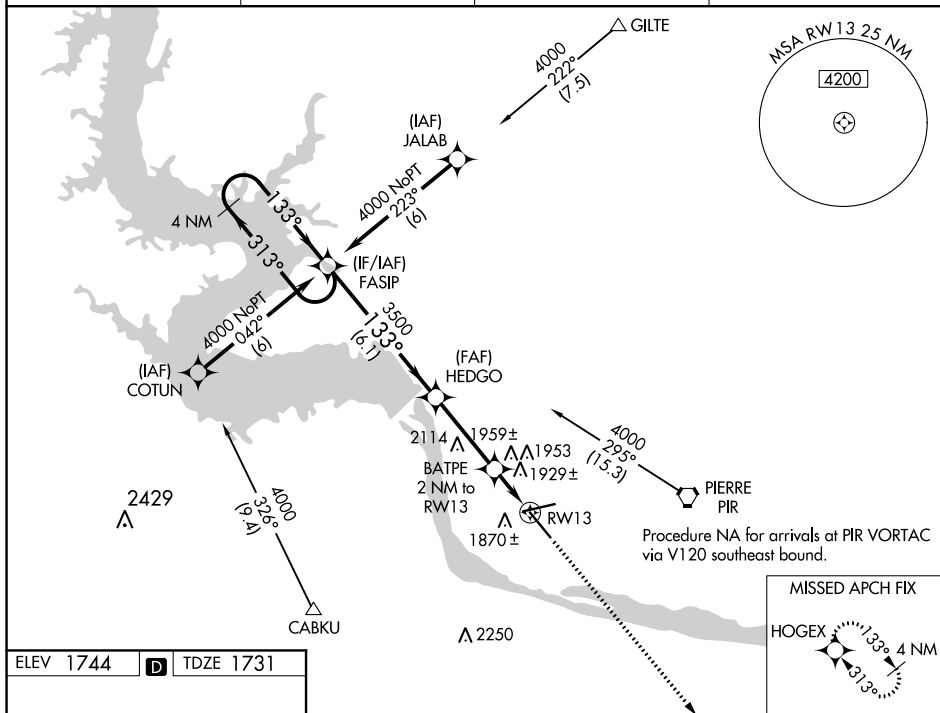 GILTE
4000
222°
(7.5)
MSA RW13 25 NM
4200
(IAF)
JALAB
4000 NoPT
223°
(6)
4 NM
133°
313°
(IF/IAF)
FASIP
4000 NoPT
042°
(6)
3500
133°
(6.1)
(IAF)
COTUN
(FAF)
HEDGO
2114
1959±
1953
1929±
BATPE
2 NM to
RW13
RW13
1870±
4000
295°
(15.3)
PIERRE
PIR
Procedure NA for arrivals at PIR VORTAC
via V120 southeast bound.
2429
4000
326°
(9.4)
CABKU
2250
MISSED APCH FIX
HOGEX
133°
4 NM
313°
ELEV 1744 D TDZE 1731